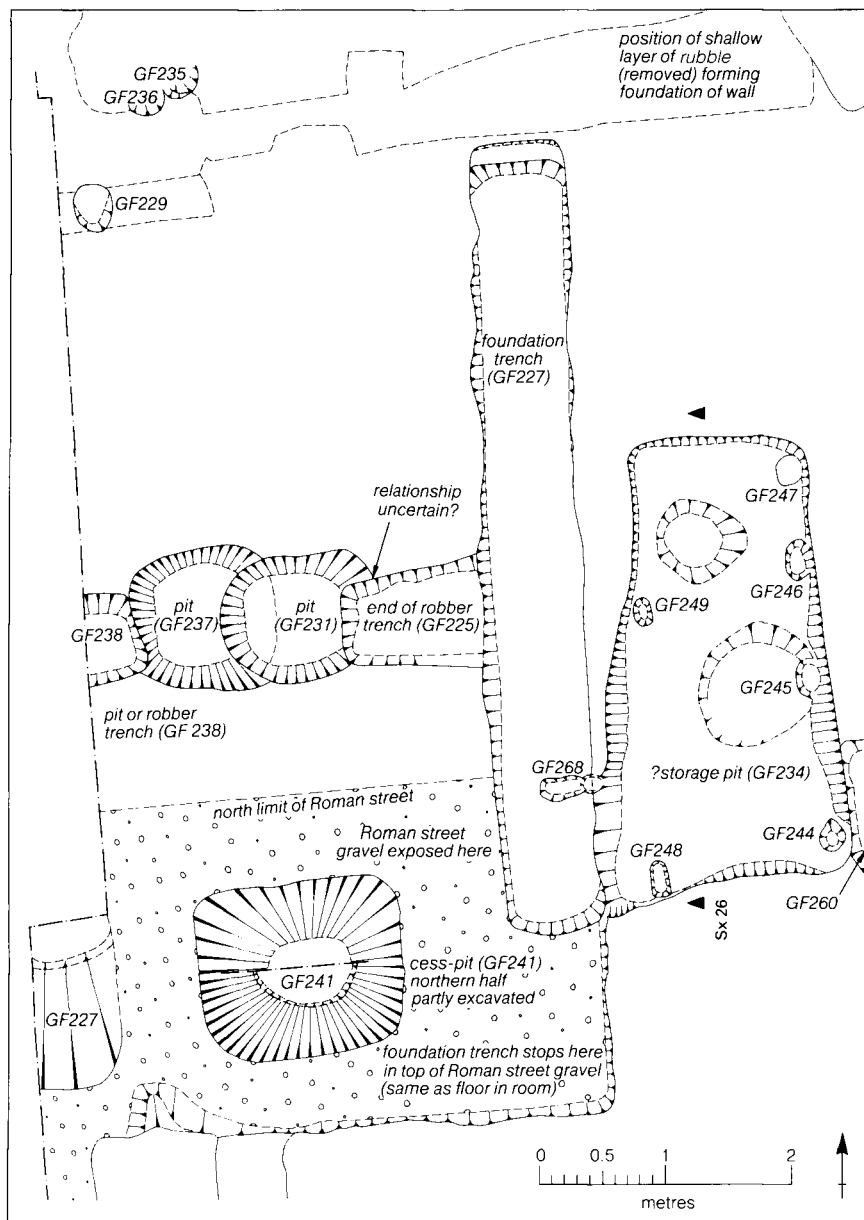 position of shallow
layer of rubble
(removed) forming
foundation of wall
GF235
GF236
GF229
foundation
trench
(GF227)
GF247
relationship
uncertain?
GF246
GF249
GF238
pit
(GF237)
pit
(GF231)
end of robber
trench (GF225)
GF245
pit or robber
trench (GF 238)
GF268
?storage pit (GF234)
north limit of Roman street
Roman street
gravel exposed here
GF244
GF248
GF260
Sx 26
GF241
cess-pit (GF241)
northern half
partly excavated
GF227
foundation trench stops here
in top of Roman street gravel
(same as floor in room)
0 0.5 1 2
metres